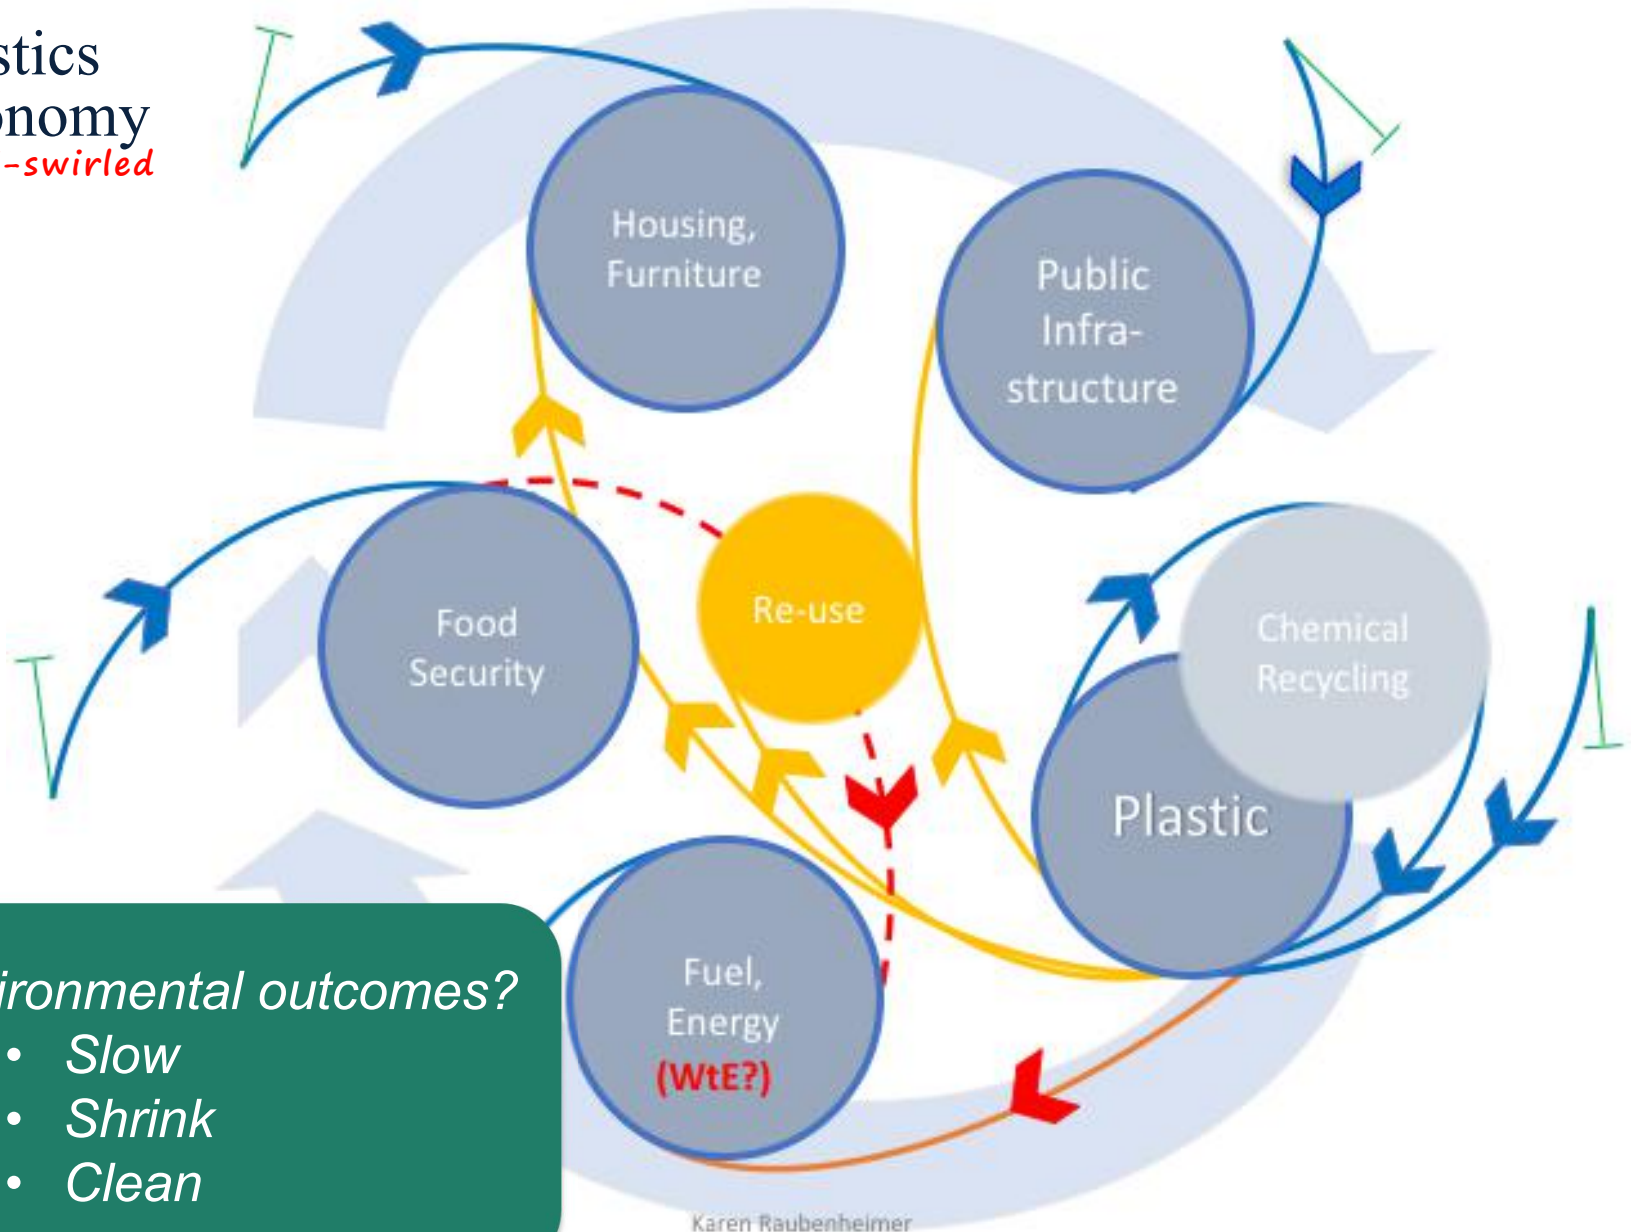 stics
onomy
-swirled
Housing,
Furniture
Public
Infra-
structure
Food
Security
Re-use
Chemical
Recycling
Plastic
Fuel,
Energy
(WtE?)
ironmental outcomes?
• Slow
• Shrink
• Clean
Karen Raubenheimer